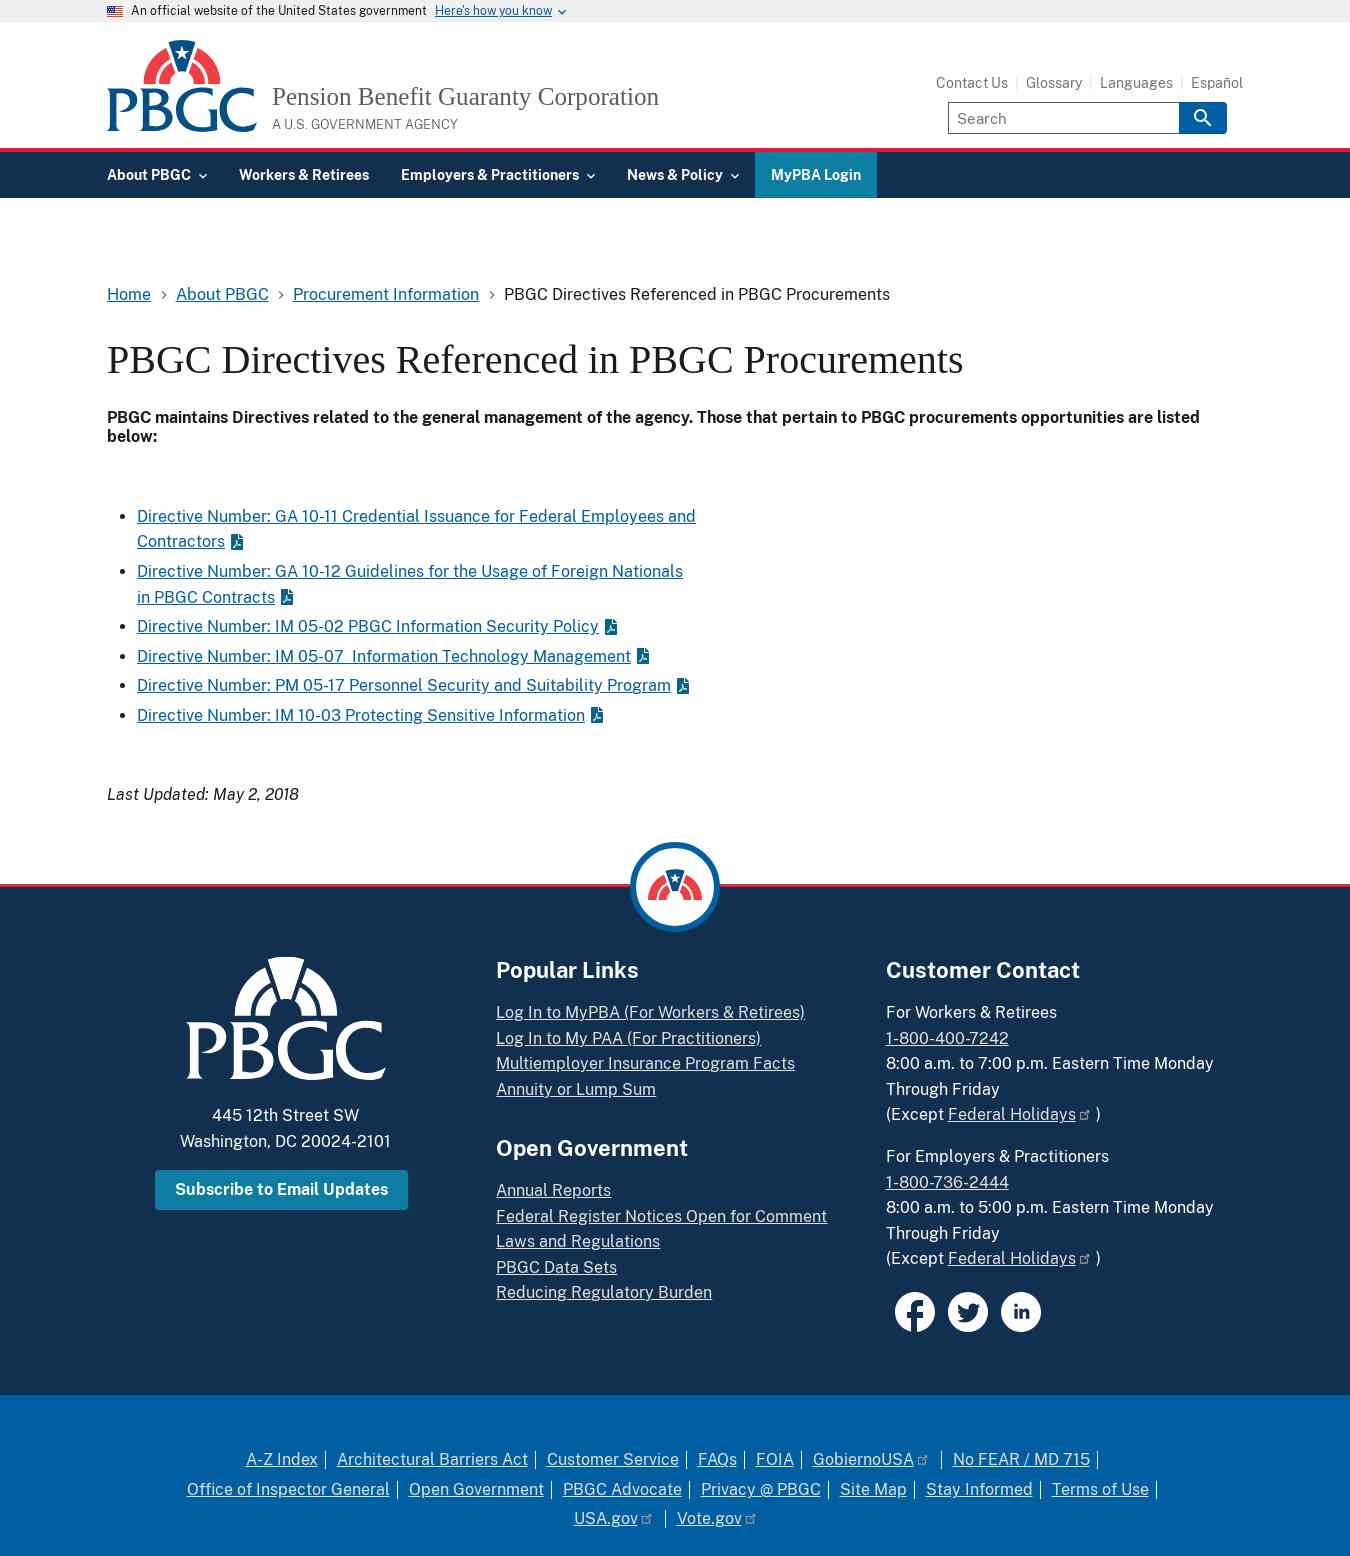 An official website of the United States government Here's how you know
PBGC
Pension Benefit Guaranty Corporation
A U.S. GOVERNMENT AGENCY
Contact Us Glossary Languages Español
Search
About PBGC Workers & Retirees Employers & Practitioners News & Policy MyPBA Login
Home About PBGC Procurement Information PBGC Directives Referenced in PBGC Procurements
PBGC Directives Referenced in PBGC Procurements
PBGC maintains Directives related to the general management of the agency. Those that pertain to PBGC procurements opportunities are listed
below:
Directive Number: GA 10-11 Credential Issuance for Federal Employees and
Contractors
Directive Number: GA 10-12 Guidelines for the Usage of Foreign Nationals
in PBGC Contracts
Directive Number: IM 05-02 PBGC Information Security Policy
Directive Number: IM 05-07  Information Technology Management
Directive Number: PM 05-17 Personnel Security and Suitability Program
Directive Number: IM 10-03 Protecting Sensitive Information
Last Updated: May 2, 2018
PBGC
445 12th Street SW
Washington, DC 20024-2101
Subscribe to Email Updates
Popular Links
Log In to MyPBA (For Workers & Retirees)
Log In to My PAA (For Practitioners)
Multiemployer Insurance Program Facts
Annuity or Lump Sum
Open Government
Annual Reports
Federal Register Notices Open for Comment
Laws and Regulations
PBGC Data Sets
Reducing Regulatory Burden
Customer Contact
For Workers & Retirees
1-800-400-7242
8:00 a.m. to 7:00 p.m. Eastern Time Monday
Through Friday
(Except Federal Holidays )
For Employers & Practitioners
1-800-736-2444
8:00 a.m. to 5:00 p.m. Eastern Time Monday
Through Friday
(Except Federal Holidays )
A-Z Index Architectural Barriers Act Customer Service FAQs FOIA GobiernoUSA No FEAR / MD 715
Office of Inspector General Open Government PBGC Advocate Privacy @ PBGC Site Map Stay Informed Terms of Use
USA.gov Vote.gov